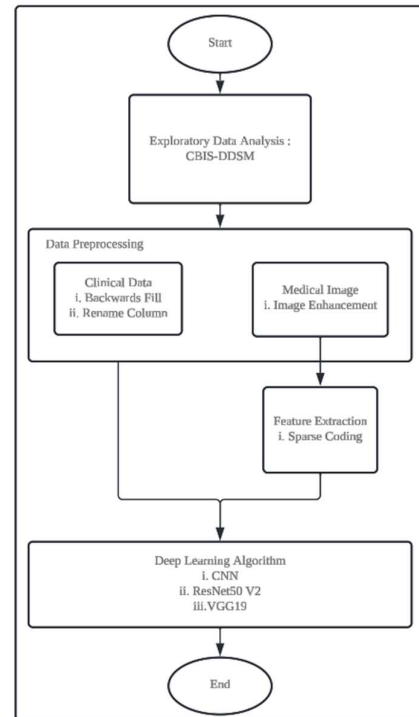 Start
Exploratory Data Analysis :
CBIS-DDSM
Data Preprocessing
Clinical Data
i. Backwards Fill
ii. Rename Column
Medical Image
i. Image Enhancement
Feature Extraction
i. Sparse Coding
Deep Learning Algorithm
i. CNN
ii. ResNet50 V2
iii.VGG19
End